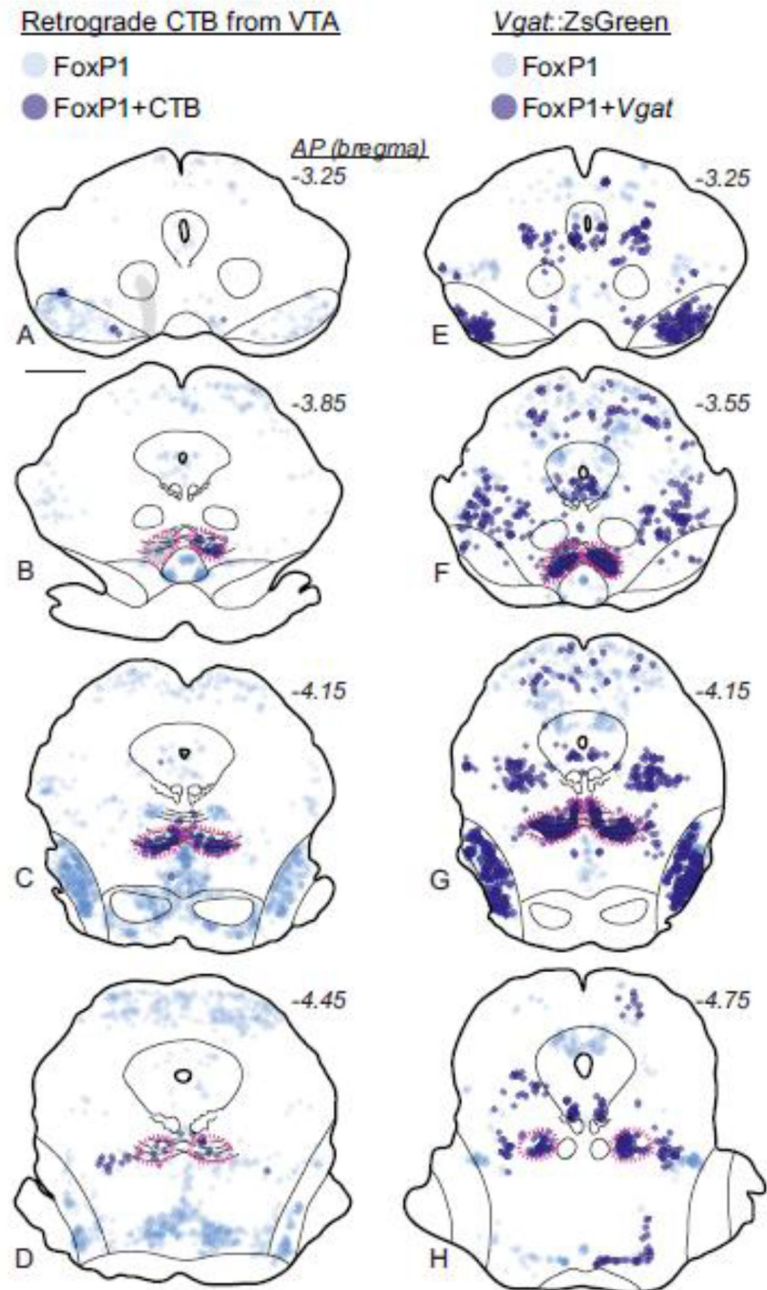 Retrograde CTB from VTA
FoxP1
FoxP1+CTB
Vgat::ZsGreen
FoxP1
FoxP1+Vgat
AP (bregma)
-3.25
A
-3.25
E
-3.85
B
-3.55
F
-4.15
C
-4.15
G
-4.45
D
-4.75
H